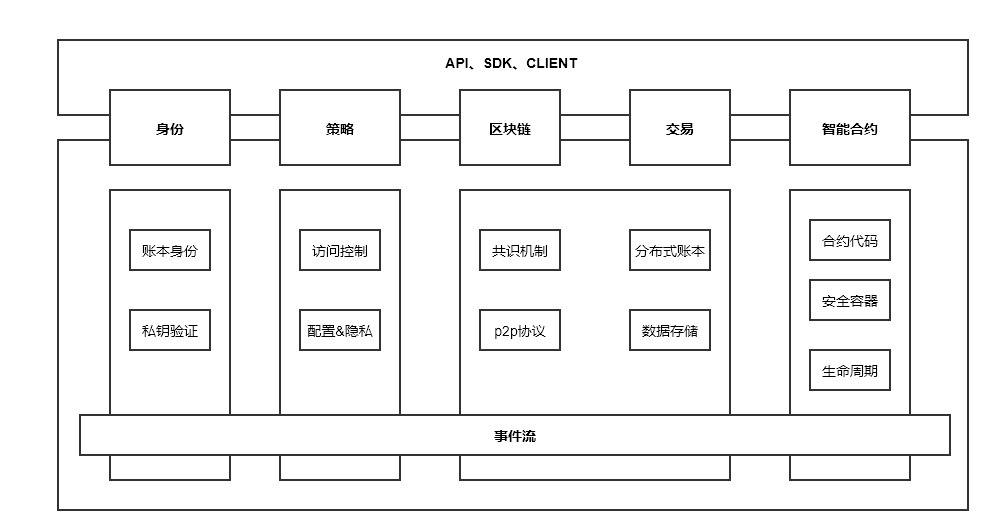 API、SDK、CLIENT
身份
策略
区块链
交易
智能合约
账本身份
私钥验证
访问控制
配置&隐私
共识机制
分布式账本
p2p协议
数据存储
合约代码
安全容器
生命周期
事件流